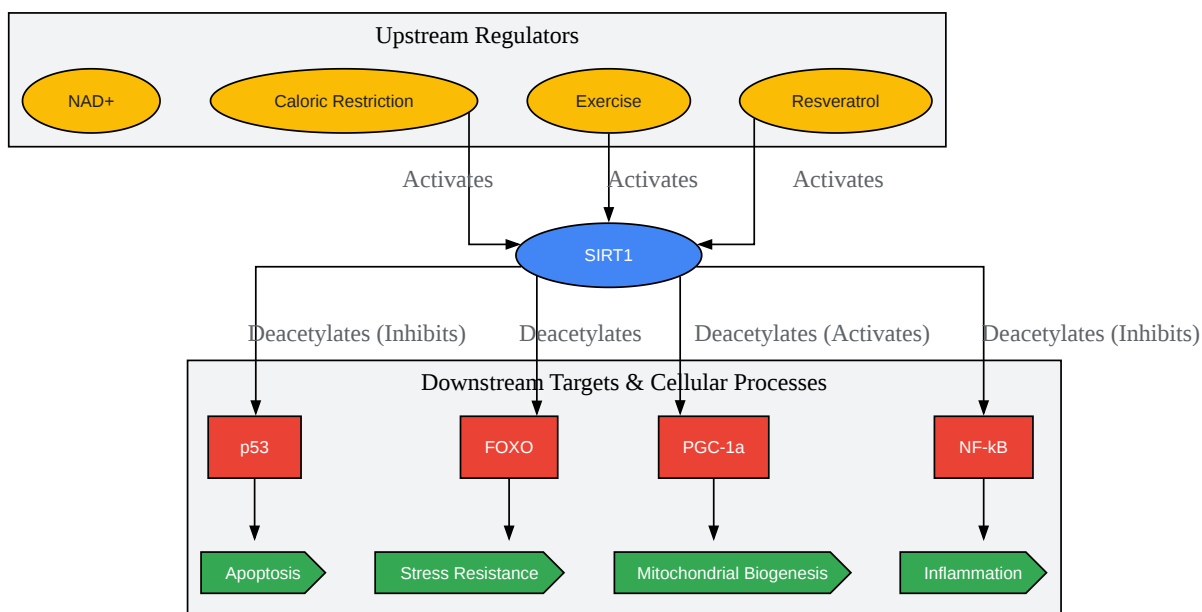 Upstream Regulators
NAD+
Caloric Restriction
Exercise
Resveratrol
Activates
Activates
Activates
SIRT1
Deacetylates (Inhibits)
Deacetylates
Deacetylates (Activates)
Deacetylates (Inhibits)
Downstream Targets & Cellular Processes
p53
FOXO
PGC-1a
NF-kB
Apoptosis
Stress Resistance
Mitochondrial Biogenesis
Inflammation